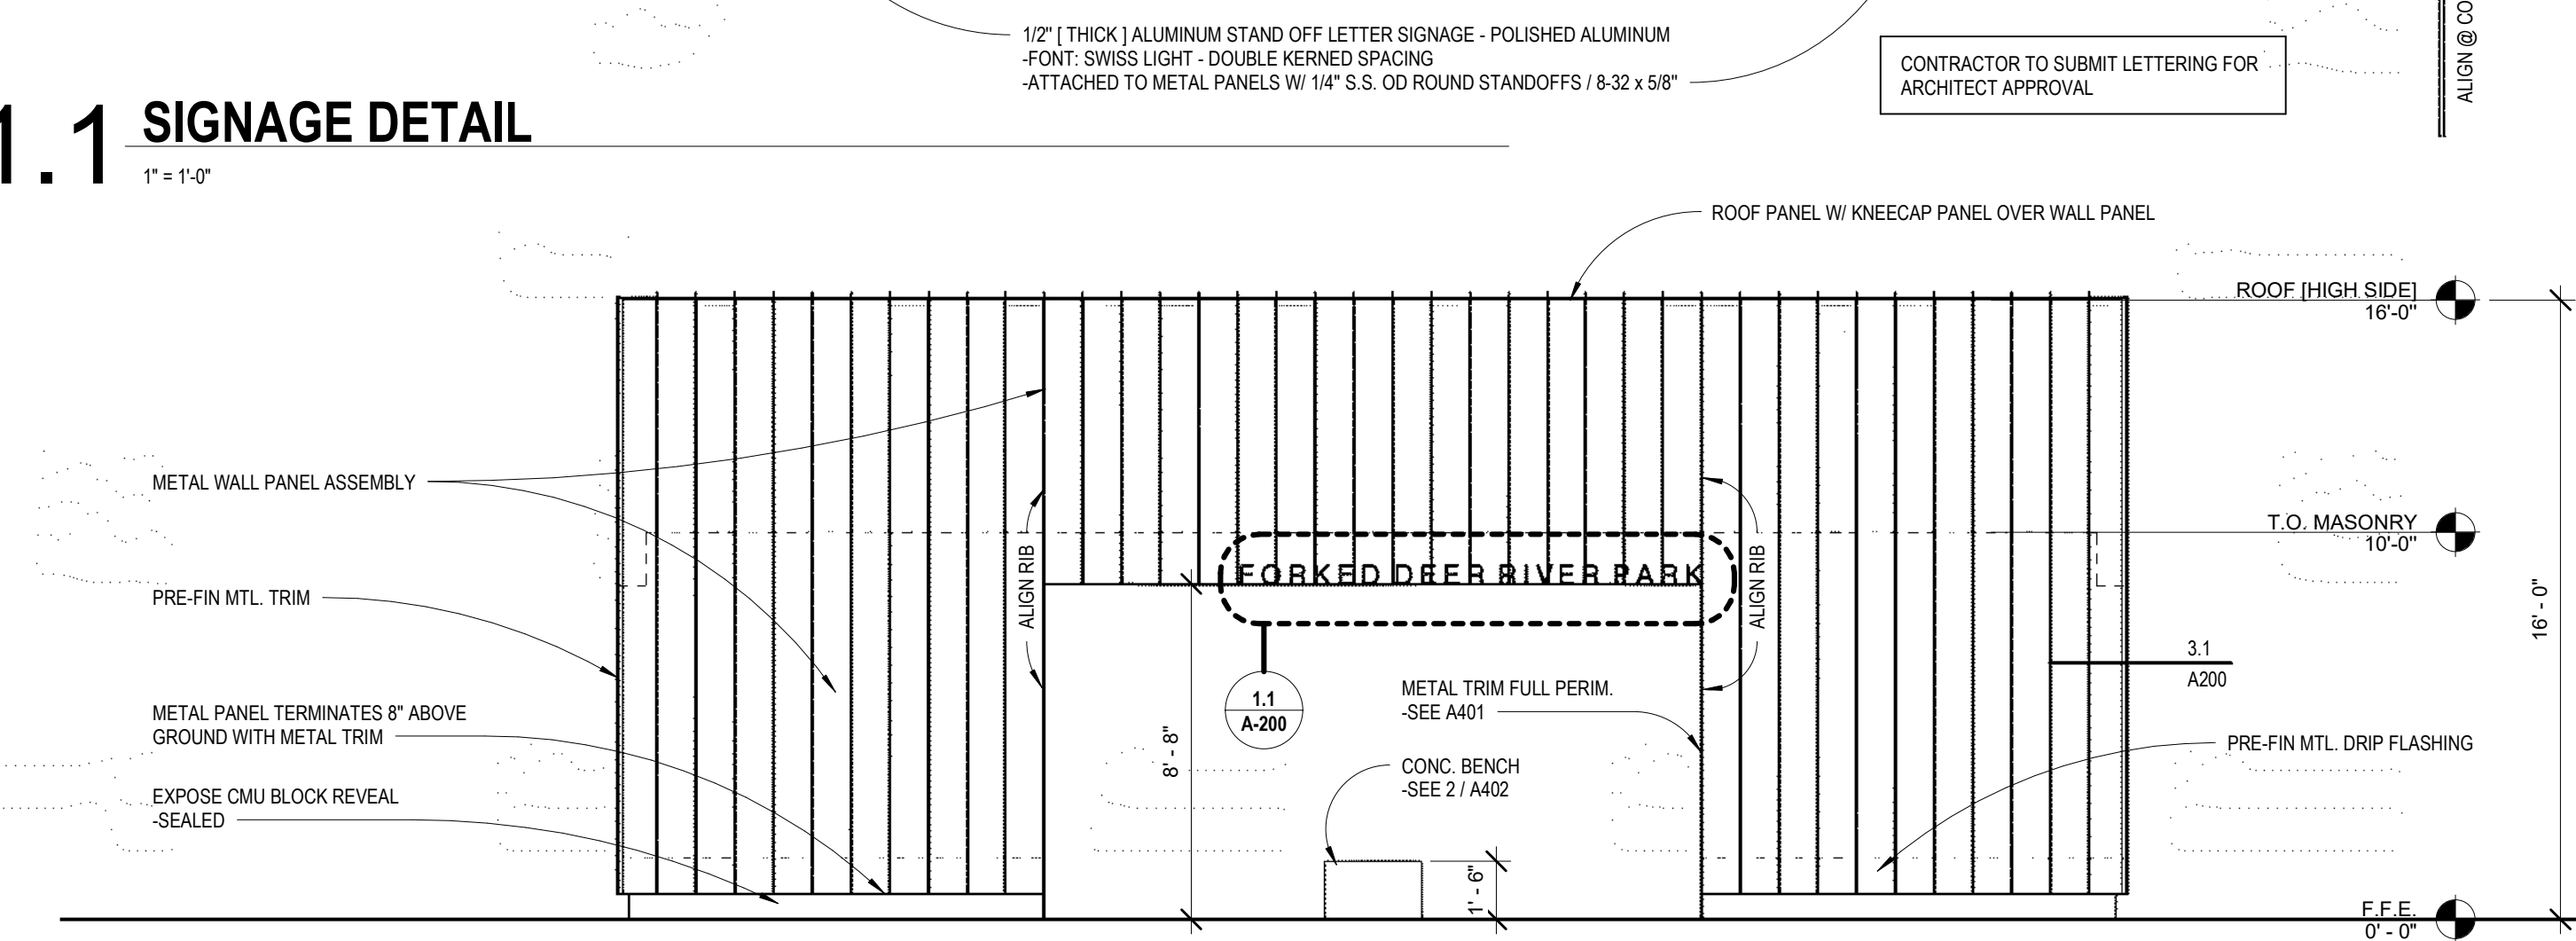 1/2" [ THICK ] ALUMINUM STAND OFF LETTER SIGNAGE - POLISHED ALUMINUM
-FONT: SWISS LIGHT - DOUBLE KERNED SPACING
-ATTACHED TO METAL PANELS W/ 1/4" S.S. OD ROUND STANDOFFS / 8-32 x 5/8"
CONTRACTOR TO SUBMIT LETTERING FOR
ARCHITECT APPROVAL
ALIGN @
1.1 SIGNAGE DETAIL
1" = 1'-0"
ROOF PANEL W/ KNEECAP PANEL OVER WALL PANEL
ROOF [HIGH SIDE]
16'-0"
METAL WALL PANEL ASSEMBLY
T.O. MASONRY
10'-0"
ALIGN RIB
FORKED DEER RIVER PARK
ALIGN RIB
PRE-FIN MTL. TRIM
16' - 0"
3.1
A200
1.1
A-200
METAL TRIM FULL PERIM.
-SEE A401
METAL PANEL TERMINATES 8" ABOVE
GROUND WITH METAL TRIM
8' - 8"
PRE-FIN MTL. DRIP FLASHING
CONC. BENCH
-SEE 2 / A402
EXPOSE CMU BLOCK REVEAL
-SEALED
1' - 6"
F.F.E.
0' - 0"